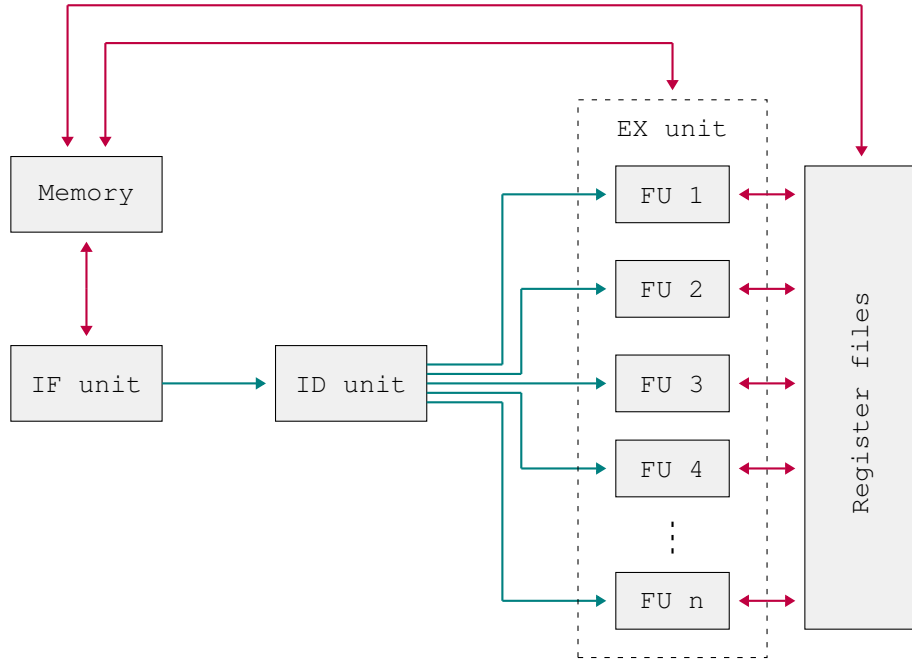 EX unit
Memory
FU 1
FU 2
IF unit
ID unit
FU 3
FU 4
FU n
Register files